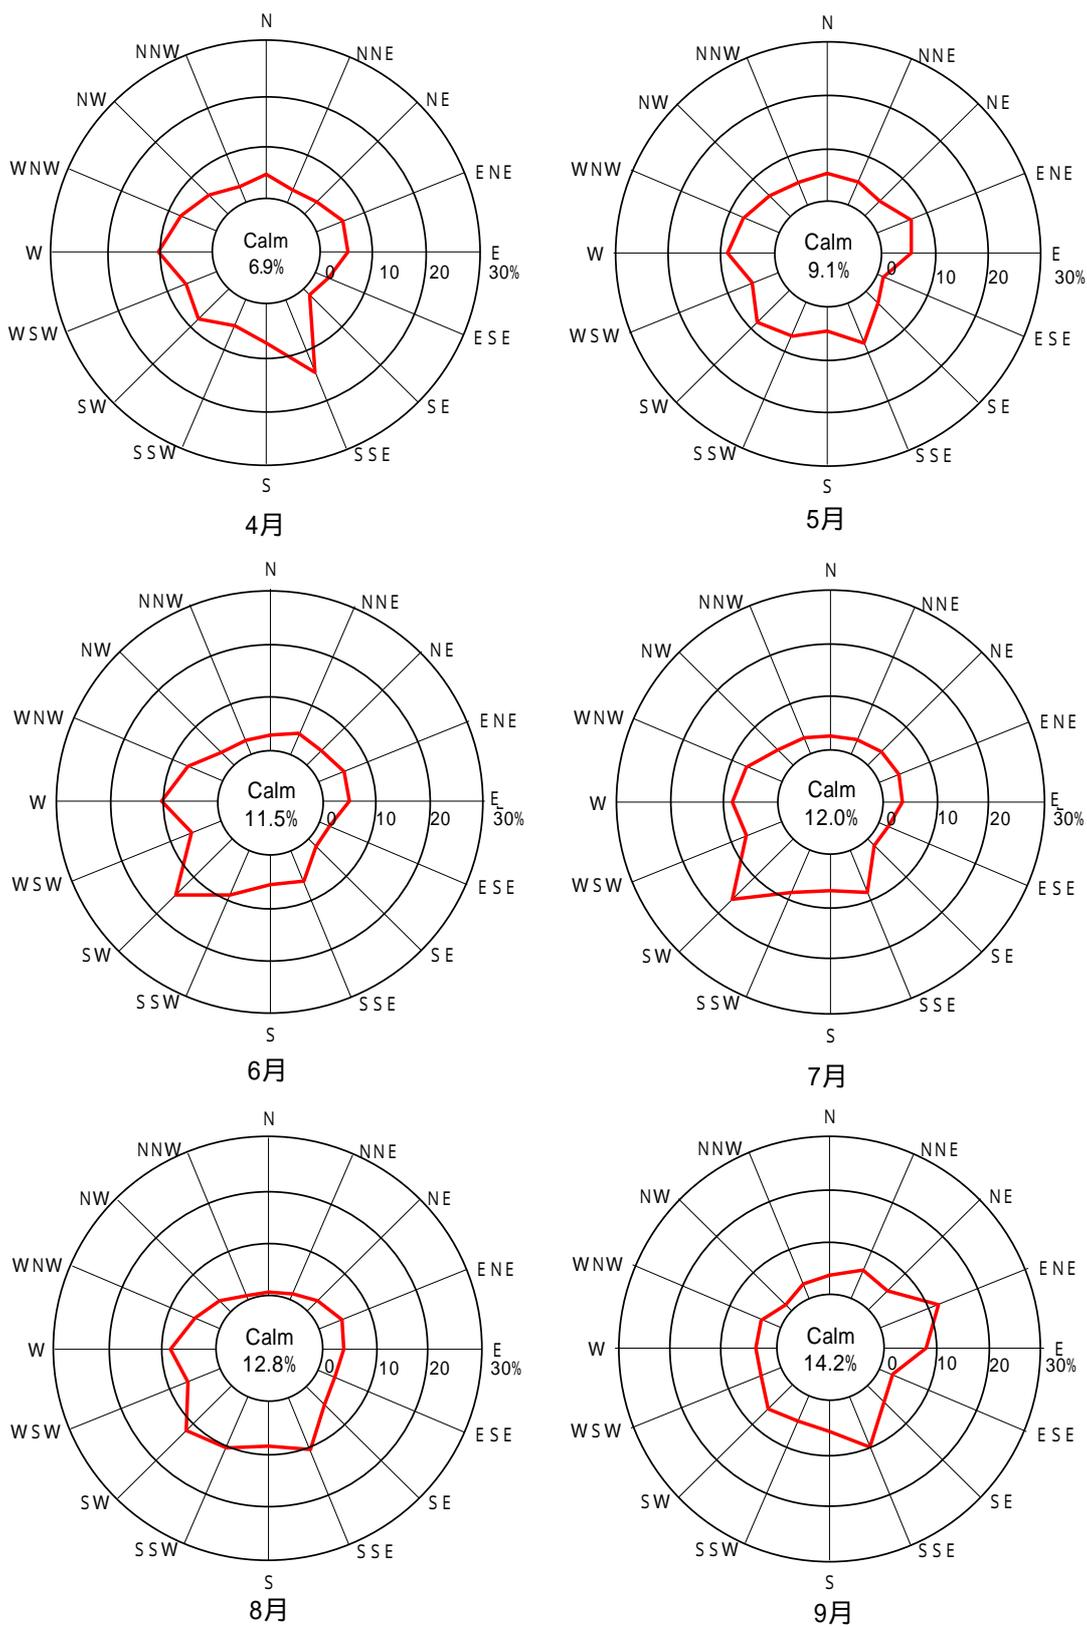 N
NNW NNE
NW NE
WNW ENE
W Calm E
6.9% 0 10 20 30%
WSW ESE
SW SE
SSW SSE
S
4月
N
NNW NNE
NW NE
WNW ENE
W Calm E
9.1% 0 10 20 30%
WSW ESE
SW SE
SSW SSE
S
5月
N
NNW NNE
NW NE
WNW ENE
W Calm E
11.5% 0 10 20 30%
WSW ESE
SW SE
SSW SSE
S
6月
N
NNW NNE
NW NE
WNW ENE
W Calm E
12.0% 0 10 20 30%
WSW ESE
SW SE
SSW SSE
S
7月
N
NNW NNE
NW NE
WNW ENE
W Calm E
12.8% 0 10 20 30%
WSW ESE
SW SE
SSW SSE
S
8月
N
NNW NNE
NW NE
WNW ENE
W Calm E
14.2% 0 10 20 30%
WSW ESE
SW SE
SSW SSE
S
9月